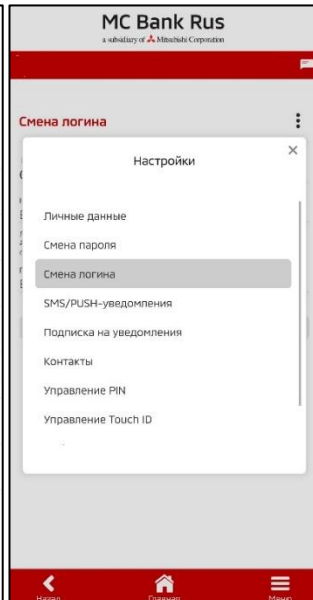 MC Bank Rus
a subsidiary of Mitsubishi Corporation
Смена логина
Настройки
Личные данные
Смена пароля
Смена логина
SMS/PUSH-уведомления
Подписка на уведомления
Контакты
Управление PIN
Управление Touch ID
Назад
Главная
Меню